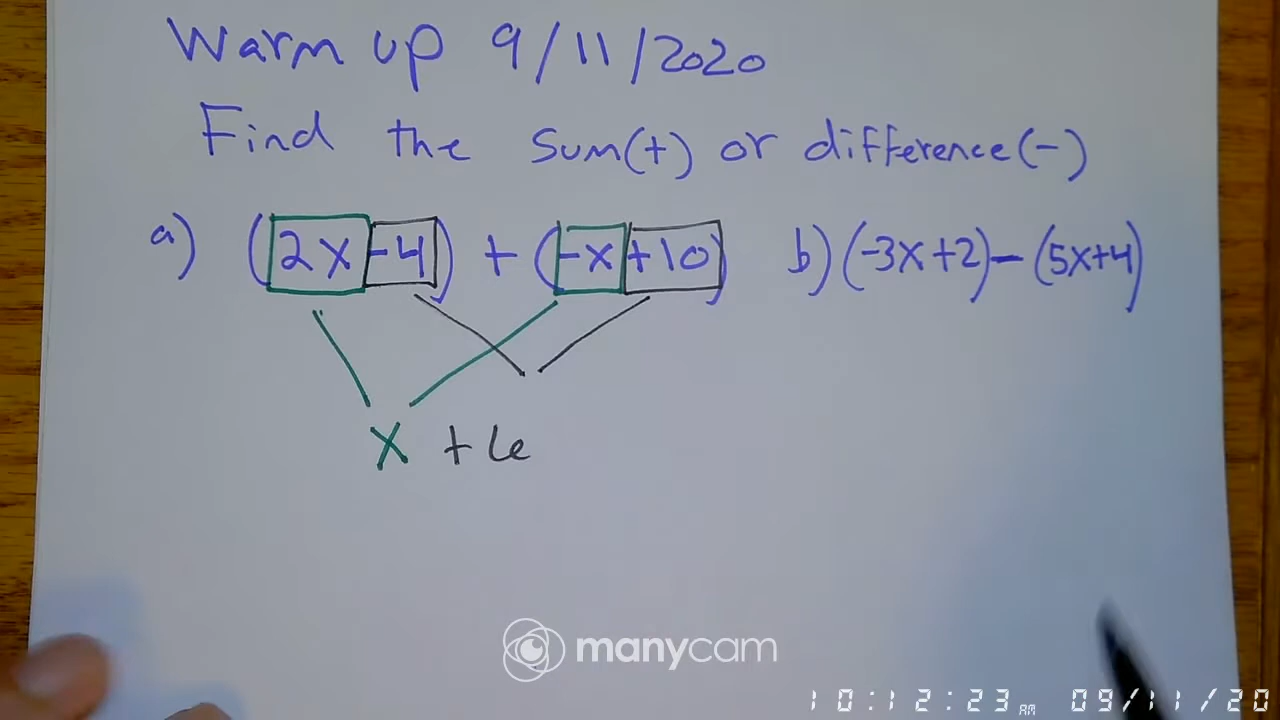 Warm up 9/11/2020
Find the sum(+) or difference(-)
a) (2x-4) + (-x+10) b) (-3x+2)-(5x+4)
x +6
manycam
10:12:23 AM 09/11/20